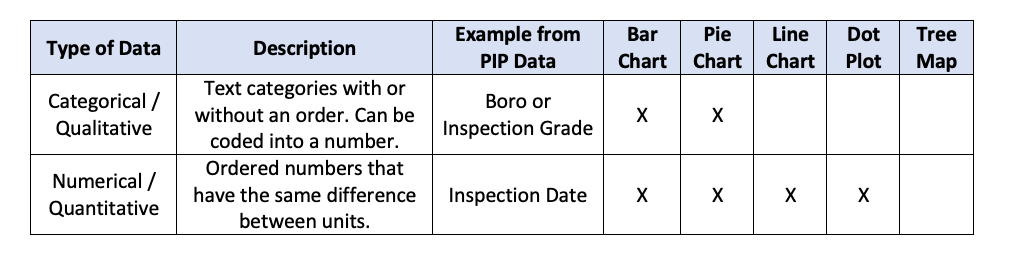 Type of Data Description Example from PIP Data Bar Chart Pie Chart Line Chart Dot Plot Tree Map
Categorical /
Qualitative
Text categories with or
without an order. Can be
coded into a number.
Boro or
Inspection Grade
X X
Numerical /
Quantitative
Ordered numbers that
have the same difference
between units.
Inspection Date
X X X X